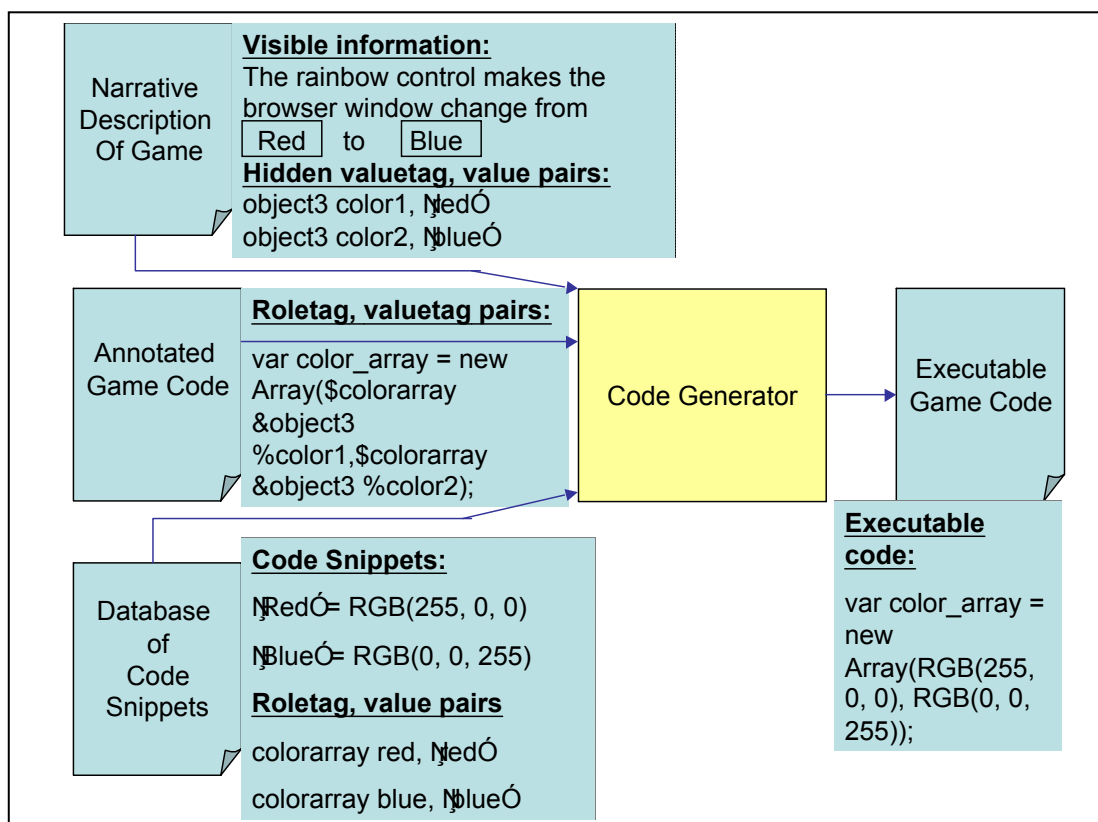 Narrative
Description
Of Game
Visible information:
The rainbow control makes the
browser window change from
Red to Blue
Hidden valuetag, value pairs:
object3 color1, ŅredÓ
object3 color2, ŅblueÓ
Annotated
Game Code
Roletag, valuetag pairs:
var color_array = new
Array($colorarray
&object3
%color1,$colorarray
&object3 %color2);
Code Generator
Executable
Game Code
Database
of
Code
Snippets
Code Snippets:
ŅRedÓ= RGB(255, 0, 0)
ŅBlueÓ= RGB(0, 0, 255)
Roletag, value pairs
colorarray red, ŅredÓ
colorarray blue, ŅblueÓ
Executable
code:
var color_array =
new
Array(RGB(255,
0, 0), RGB(0, 0,
255));